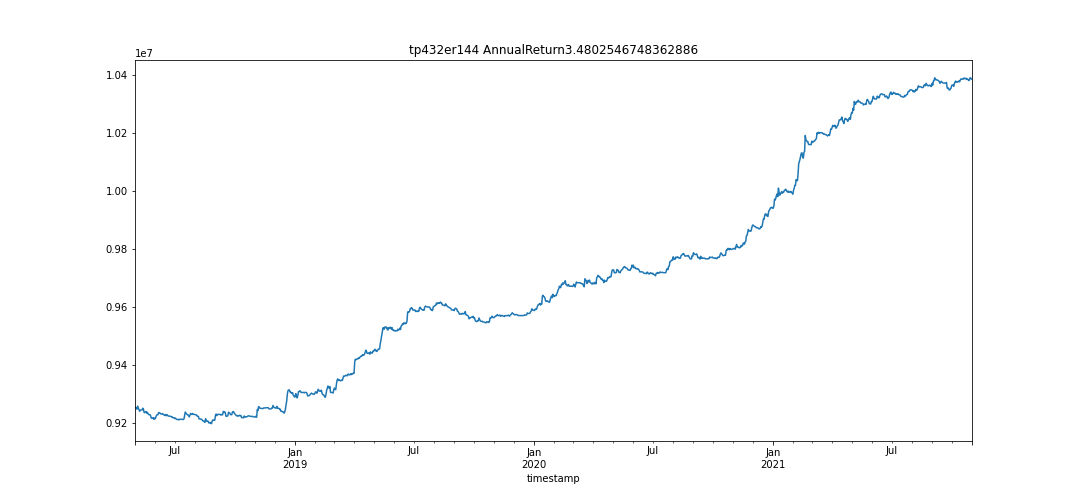 tp432er144 AnnualReturn3.4802546748362886
1e7
1.04
1.02
1.00
0.98
0.96
0.94
0.92
Jul
Jan
2019
Jul
Jan
2020
Jul
Jan
2021
Jul
timestamp